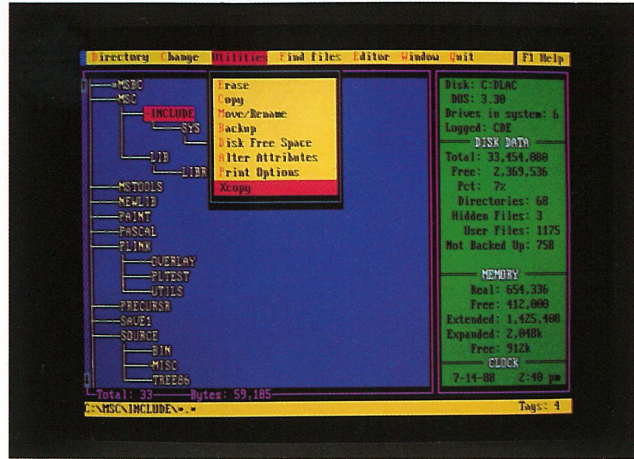 Directory Change Utilities Find files Editor Window Quit F1 Help
MSBC
MSC
INCLUDE
SYS
LIB
LIBR
MSTOOLS
NEWLIB
PAINT
PASCAL
PLINK
OVERLAY
PLTEST
UTILS
PRECURSR
SAVE1
SOURCE
BIN
MISC
TREE86
Total: 33 Bytes: 59,185
Erase
Copy
Move/Rename
Backup
Disk Free Space
Alter Attributes
Print Options
Xcopy
Disk: C:DLAC
DOS: 3.30
Drives in system: 6
Logged: CDE
DISK DATA
Total: 33,454,080
Free: 2,369,536
Pct: 7%
Directories: 68
Hidden Files: 3
User Files: 1175
Not Backed Up: 758
MEMORY
Real: 654,336
Free: 412,000
Extended: 1,425,408
Expanded: 2,048k
Free: 912k
CLOCK
7-14-88 2:40 pm
C:\MSC\INCLUDE\*.* Tags: 4